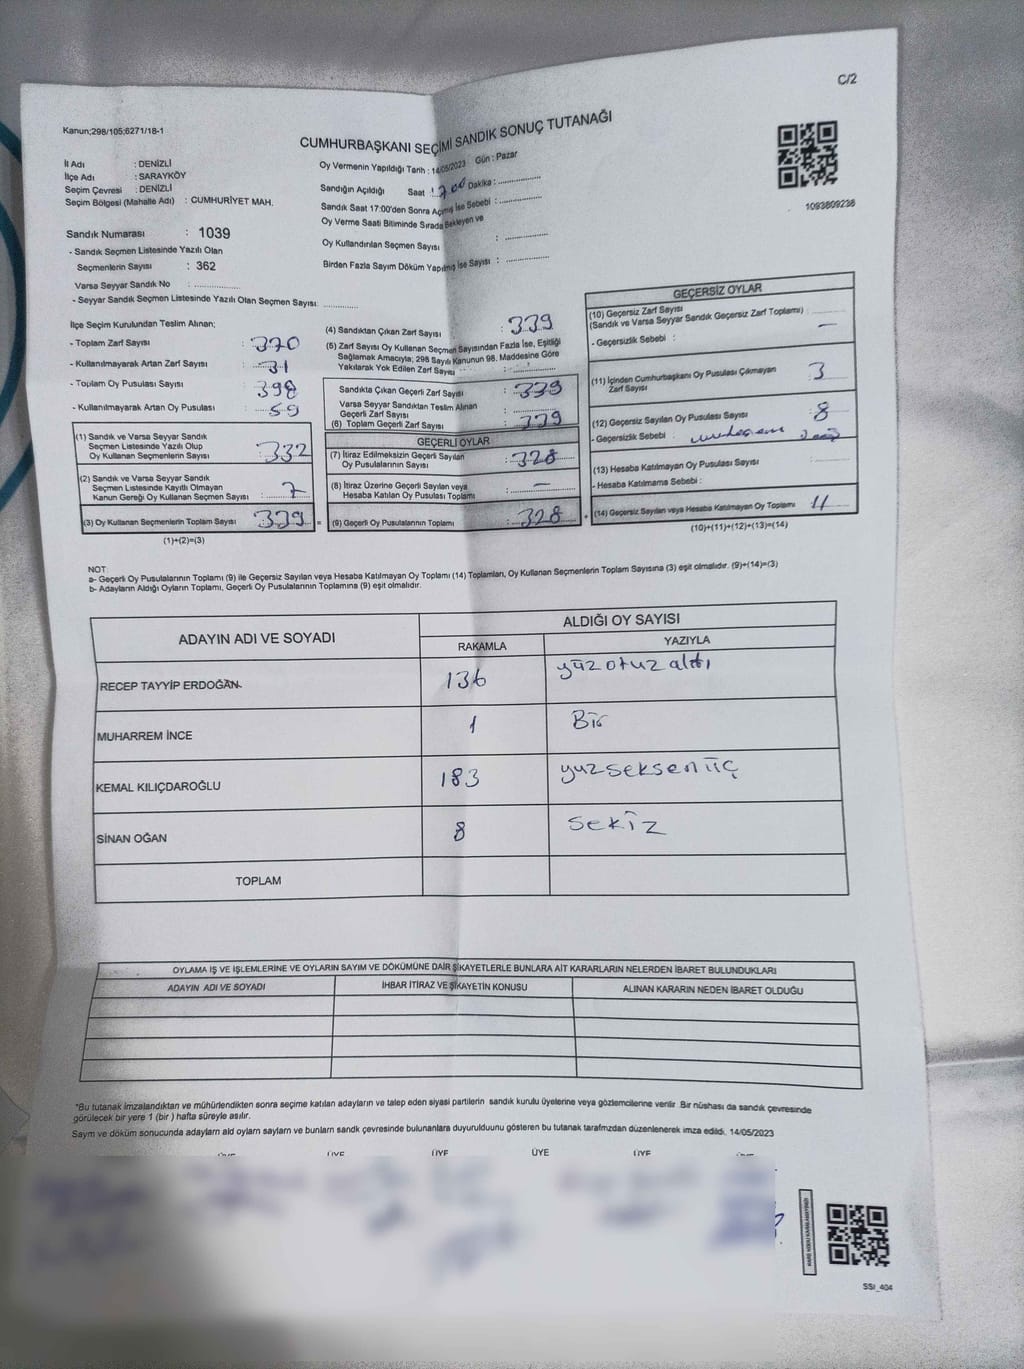 C/2
Kanun;298/105;6271/18-1
CUMHURBAŞKANI SEÇİMİ SANDIK SONUÇ TUTANAĞI
İl Adı : DENİZLİ
İlçe Adı : SARAYKÖY
Seçim Çevresi : DENİZLİ
Seçim Bölgesi (Mahalle Adı) : CUMHURİYET MAH.
Sandık Numarası : 1039
- Sandık Seçmen Listesinde Yazılı Olan
Seçmenlerin Sayısı : 362
Varsa Seyyar Sandık No :
- Seyyar Sandık Seçmen Listesinde Yazılı Olan Seçmen Sayısı:
Oy Vermenin Yapıldığı Tarih : 14/05/2023 Gün : Pazar
Sandığın Açıldığı Saat : 17:00 Dakika :
Sandık Saat 17:00'den Sonra Açılmış İse Sebebi :
Oy Verme Saati Bitiminde Sırada Bekleyen ve
Oy Kullandırılan Seçmen Sayısı :
Birden Fazla Sayım Döküm Yapılmış İse Sayısı :
1093809236
İlçe Seçim Kurulundan Teslim Alınan;
- Toplam Zarf Sayısı : 370
- Kullanılmayarak Artan Zarf Sayısı : 31
- Toplam Oy Pusulası Sayısı : 398
- Kullanılmayarak Artan Oy Pusulası : 59
(1) Sandık ve Varsa Seyyar Sandık
Seçmen Listesinde Yazılı Olup
Oy Kullanan Seçmenlerin Sayısı : 332
(2) Sandık ve Varsa Seyyar Sandık
Seçmen Listesinde Kayıtlı Olmayan
Kanun Gereği Oy Kullanan Seçmen Sayısı : 7
(3) Oy Kullanan Seçmenlerin Toplam Sayısı : 339 =
(1)+(2)=(3)
(4) Sandıktan Çıkan Zarf Sayısı : 339
(5) Zarf Sayısı Oy Kullanan Seçmen Sayısından Fazla İse, Eşitliği
Sağlamak Amacıyla; 298 Sayılı Kanunun 98. Maddesine Göre
Yakılarak Yok Edilen Zarf Sayısı :
Sandıkta Çıkan Geçerli Zarf Sayısı : 339
Varsa Seyyar Sandıktan Teslim Alınan
Geçerli Zarf Sayısı :
(6) Toplam Geçerli Zarf Sayısı : 339
GEÇERLİ OYLAR
(7) İtiraz Edilmeksizin Geçerli Sayılan
Oy Pusulalarının Sayısı : 328
(8) İtiraz Üzerine Geçerli Sayılan veya
Hesaba Katılan Oy Pusulası Toplamı : —
(9) Geçerli Oy Pusulalarının Toplamı : 328 +
GEÇERSİZ OYLAR
(10) Geçersiz Zarf Sayısı
(Sandık ve Varsa Seyyar Sandık Geçersiz Zarf Toplamı) : —
- Geçersizlik Sebebi :
(11) İçinden Cumhurbaşkanı Oy Pusulası Çıkmayan
Zarf Sayısı : 3
(12) Geçersiz Sayılan Oy Pusulası Sayısı : 8
- Geçersizlik Sebebi :
(13) Hesaba Katılmayan Oy Pusulası Sayısı :
- Hesaba Katılmama Sebebi :
(14) Geçersiz Sayılan veya Hesaba Katılmayan Oy Toplamı : 11
(10)+(11)+(12)+(13)=(14)
NOT:
a- Geçerli Oy Pusulalarının Toplamı (9) ile Geçersiz Sayılan veya Hesaba Katılmayan Oy Toplamı (14) Toplamları, Oy Kullanan Seçmenlerin Toplam Sayısına (3) eşit olmalıdır. (9)+(14)=(3)
b- Adayların Aldığı Oyların Toplamı, Geçerli Oy Pusulalarının Toplamına (9) eşit olmalıdır.
ADAYIN ADI VE SOYADI
ALDIĞI OY SAYISI
RAKAMLA YAZIYLA
RECEP TAYYİP ERDOĞAN 136 yüz otuz altı
MUHARREM İNCE 1 Bir
KEMAL KILIÇDAROĞLU 183 yuzseksenüç
SİNAN OĞAN 8 sekiz
TOPLAM
OYLAMA İŞ VE İŞLEMLERİNE VE OYLARIN SAYIM VE DÖKÜMÜNE DAİR ŞİKAYETLERLE BUNLARA AİT KARARLARIN NELERDEN İBARET BULUNDUKLARI
ADAYIN ADI VE SOYADI İHBAR İTİRAZ VE ŞİKAYETİN KONUSU ALINAN KARARIN NEDEN İBARET OLDUĞU
"Bu tutanak imzalandıktan ve mühürlendikten sonra seçime katılan adayların ve talep eden siyasi partilerin sandık kurulu üyelerine veya gözlemcilerine verilir .Bir nüshası da sandık çevresinde
görülecek bir yere 1 (bir ) hafta süreyle asılır.
Sayım ve döküm sonucunda adayların ald oyların sayların ve bunların sandk çevresinde bulunanlara duyurulduunu gösteren bu tutanak tarafmzdan düzenlenerek imza edildi. 14/05/2023
ÜYE ÜYE ÜYE ÜYE
SSİ_404